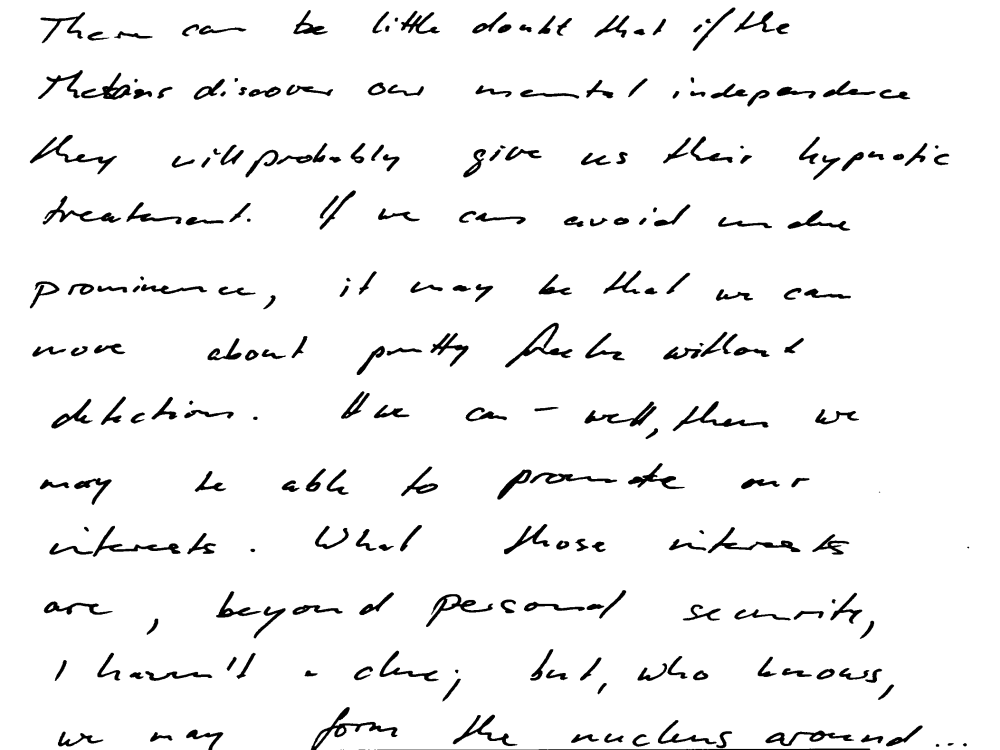 There can be little doubt that if the
Thetans discover our mental independence
they will probably give us their hypnotic
treatment. If we can avoid undue
prominence, it may be that we can
move about pretty freely without
detection. If we can - well, then we
may be able to promote our
interests. What those interests
are, beyond personal security,
I haven't a clue; but, who knows,
we may form the nucleus around...